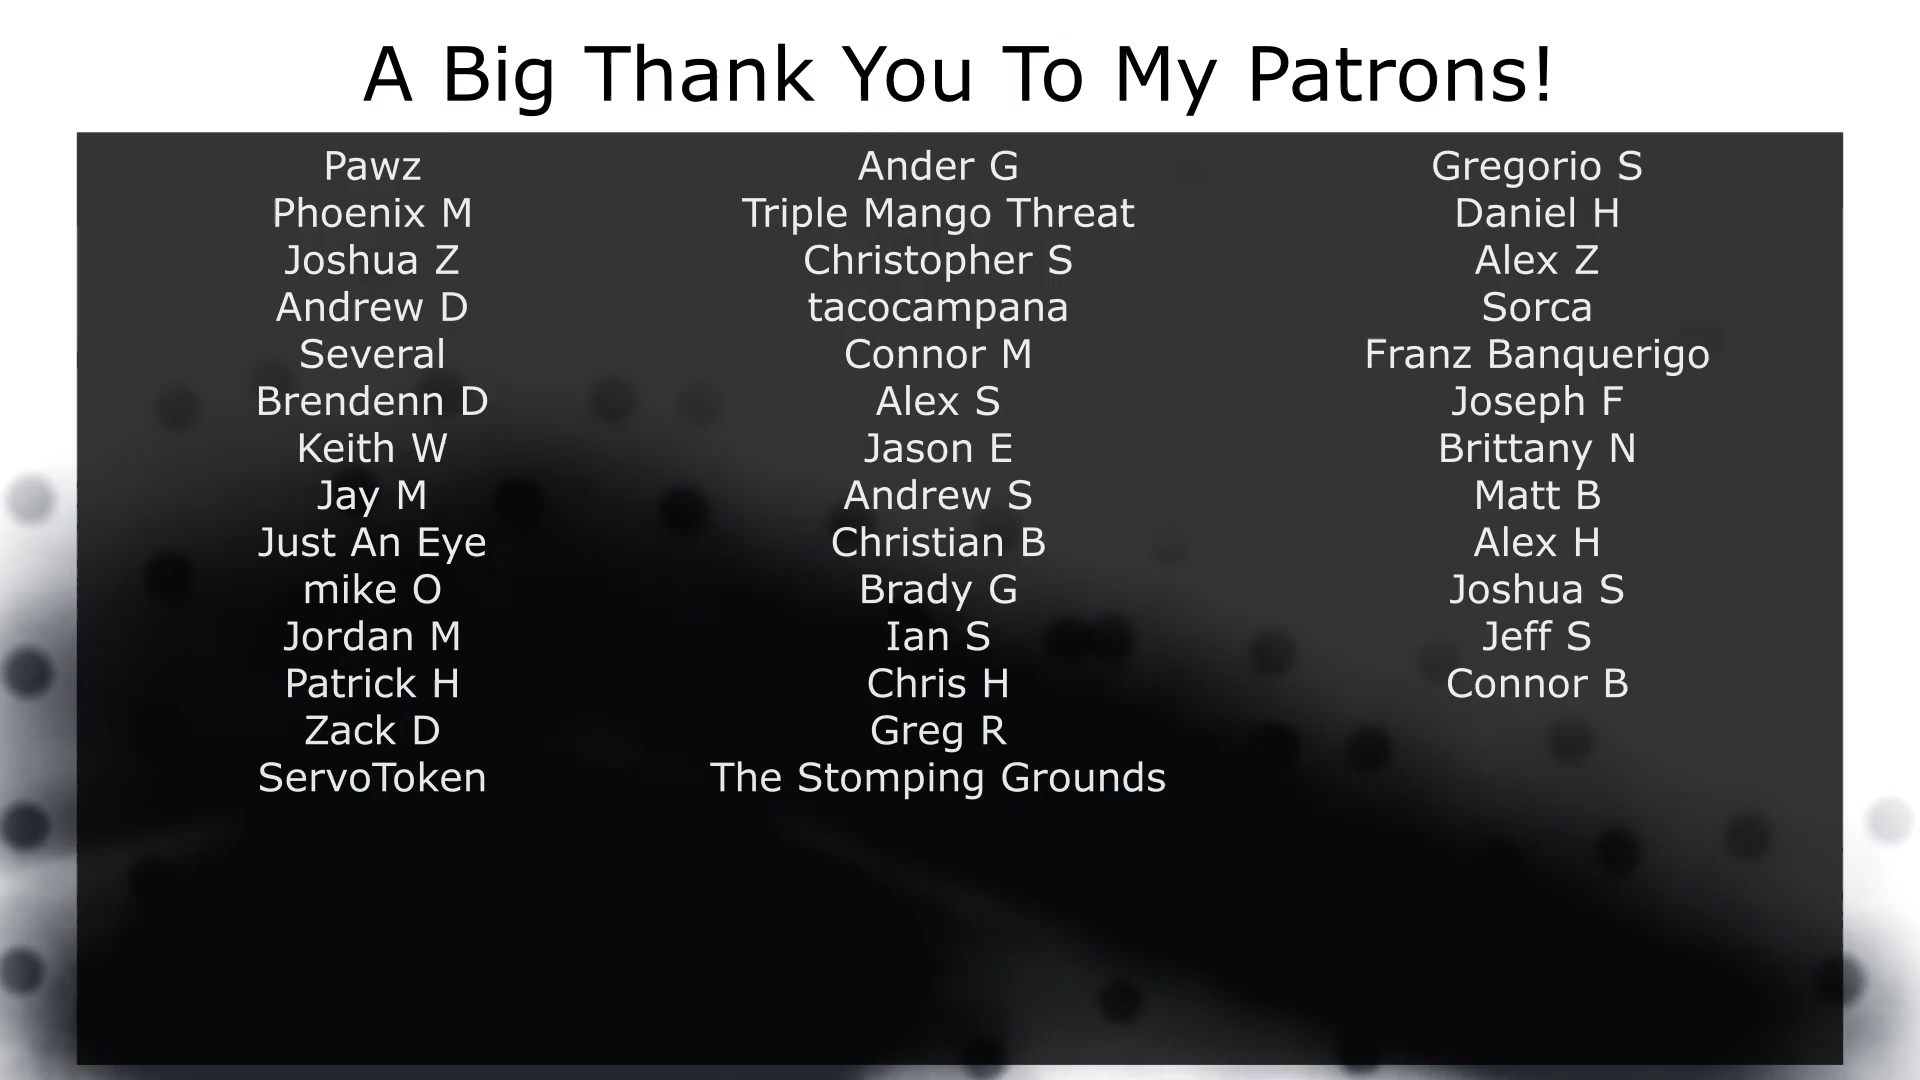 A Big Thank You To My Patrons!
Pawz
Phoenix M
Joshua Z
Andrew D
Several
Brendenn D
Keith W
Jay M
Just An Eye
mike O
Jordan M
Patrick H
Zack D
ServoToken
Ander G
Triple Mango Threat
Christopher S
tacocampana
Connor M
Alex S
Jason E
Andrew S
Christian B
Brady G
Ian S
Chris H
Greg R
The Stomping Grounds
Gregorio S
Daniel H
Alex Z
Sorca
Franz Banquerigo
Joseph F
Brittany N
Matt B
Alex H
Joshua S
Jeff S
Connor B